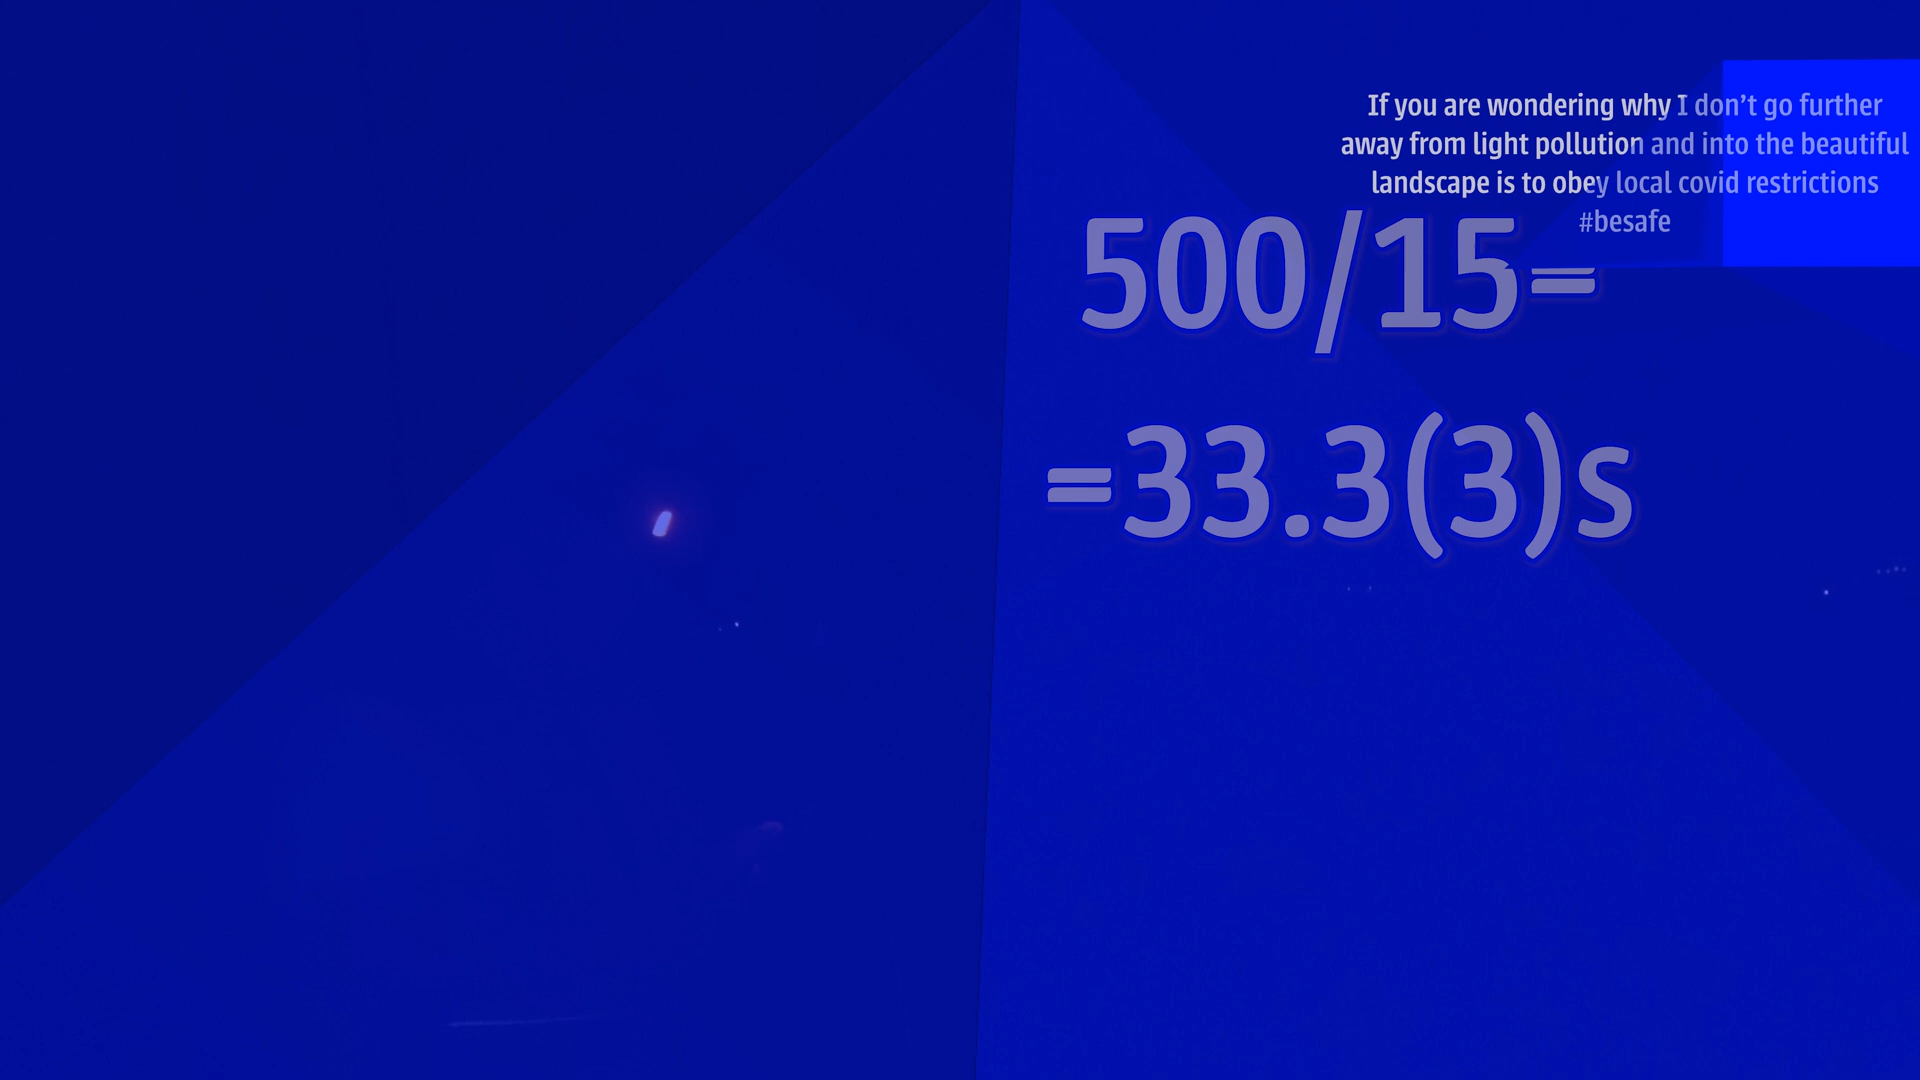 If you are wondering why I don’t go further
away from light pollution and into the beautiful
landscape is to obey local covid restrictions
#besafe
500/15=
=33.3(3)s